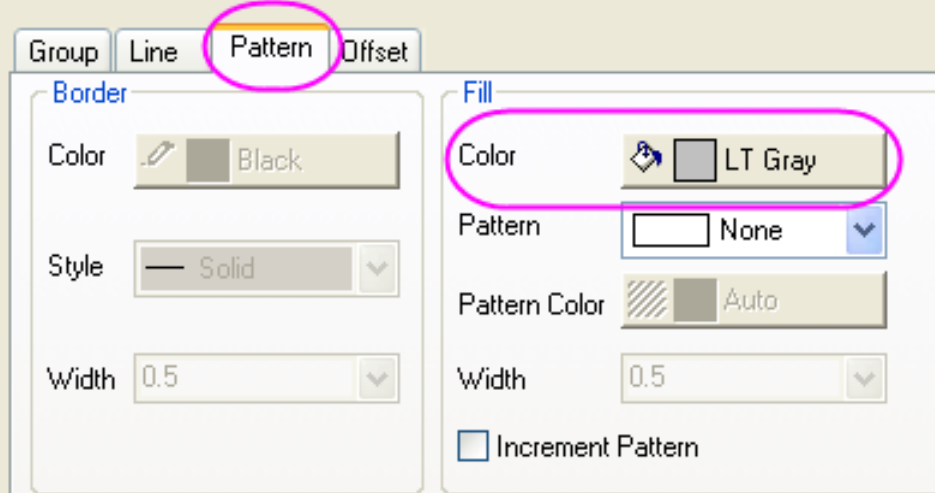 Group Line Pattern Offset
Border
Color Black
Style Solid
Width 0.5
Fill
Color LT Gray
Pattern None
Pattern Color Auto
Width 0.5
Increment Pattern